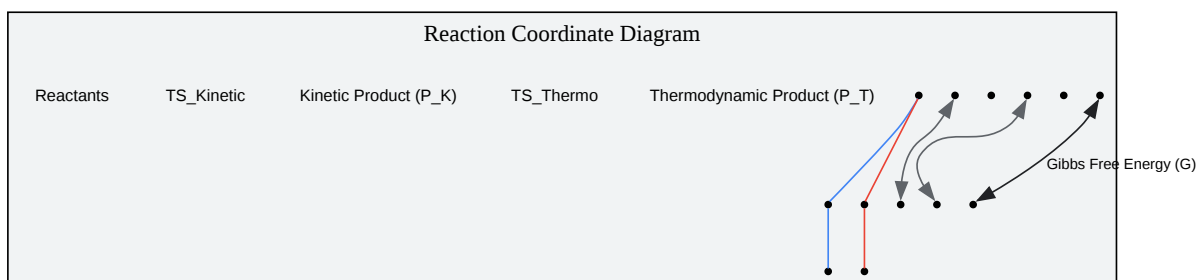 Reaction Coordinate Diagram
Reactants TS_Kinetic Kinetic Product (P_K) TS_Thermo Thermodynamic Product (P_T)
Gibbs Free Energy (G)